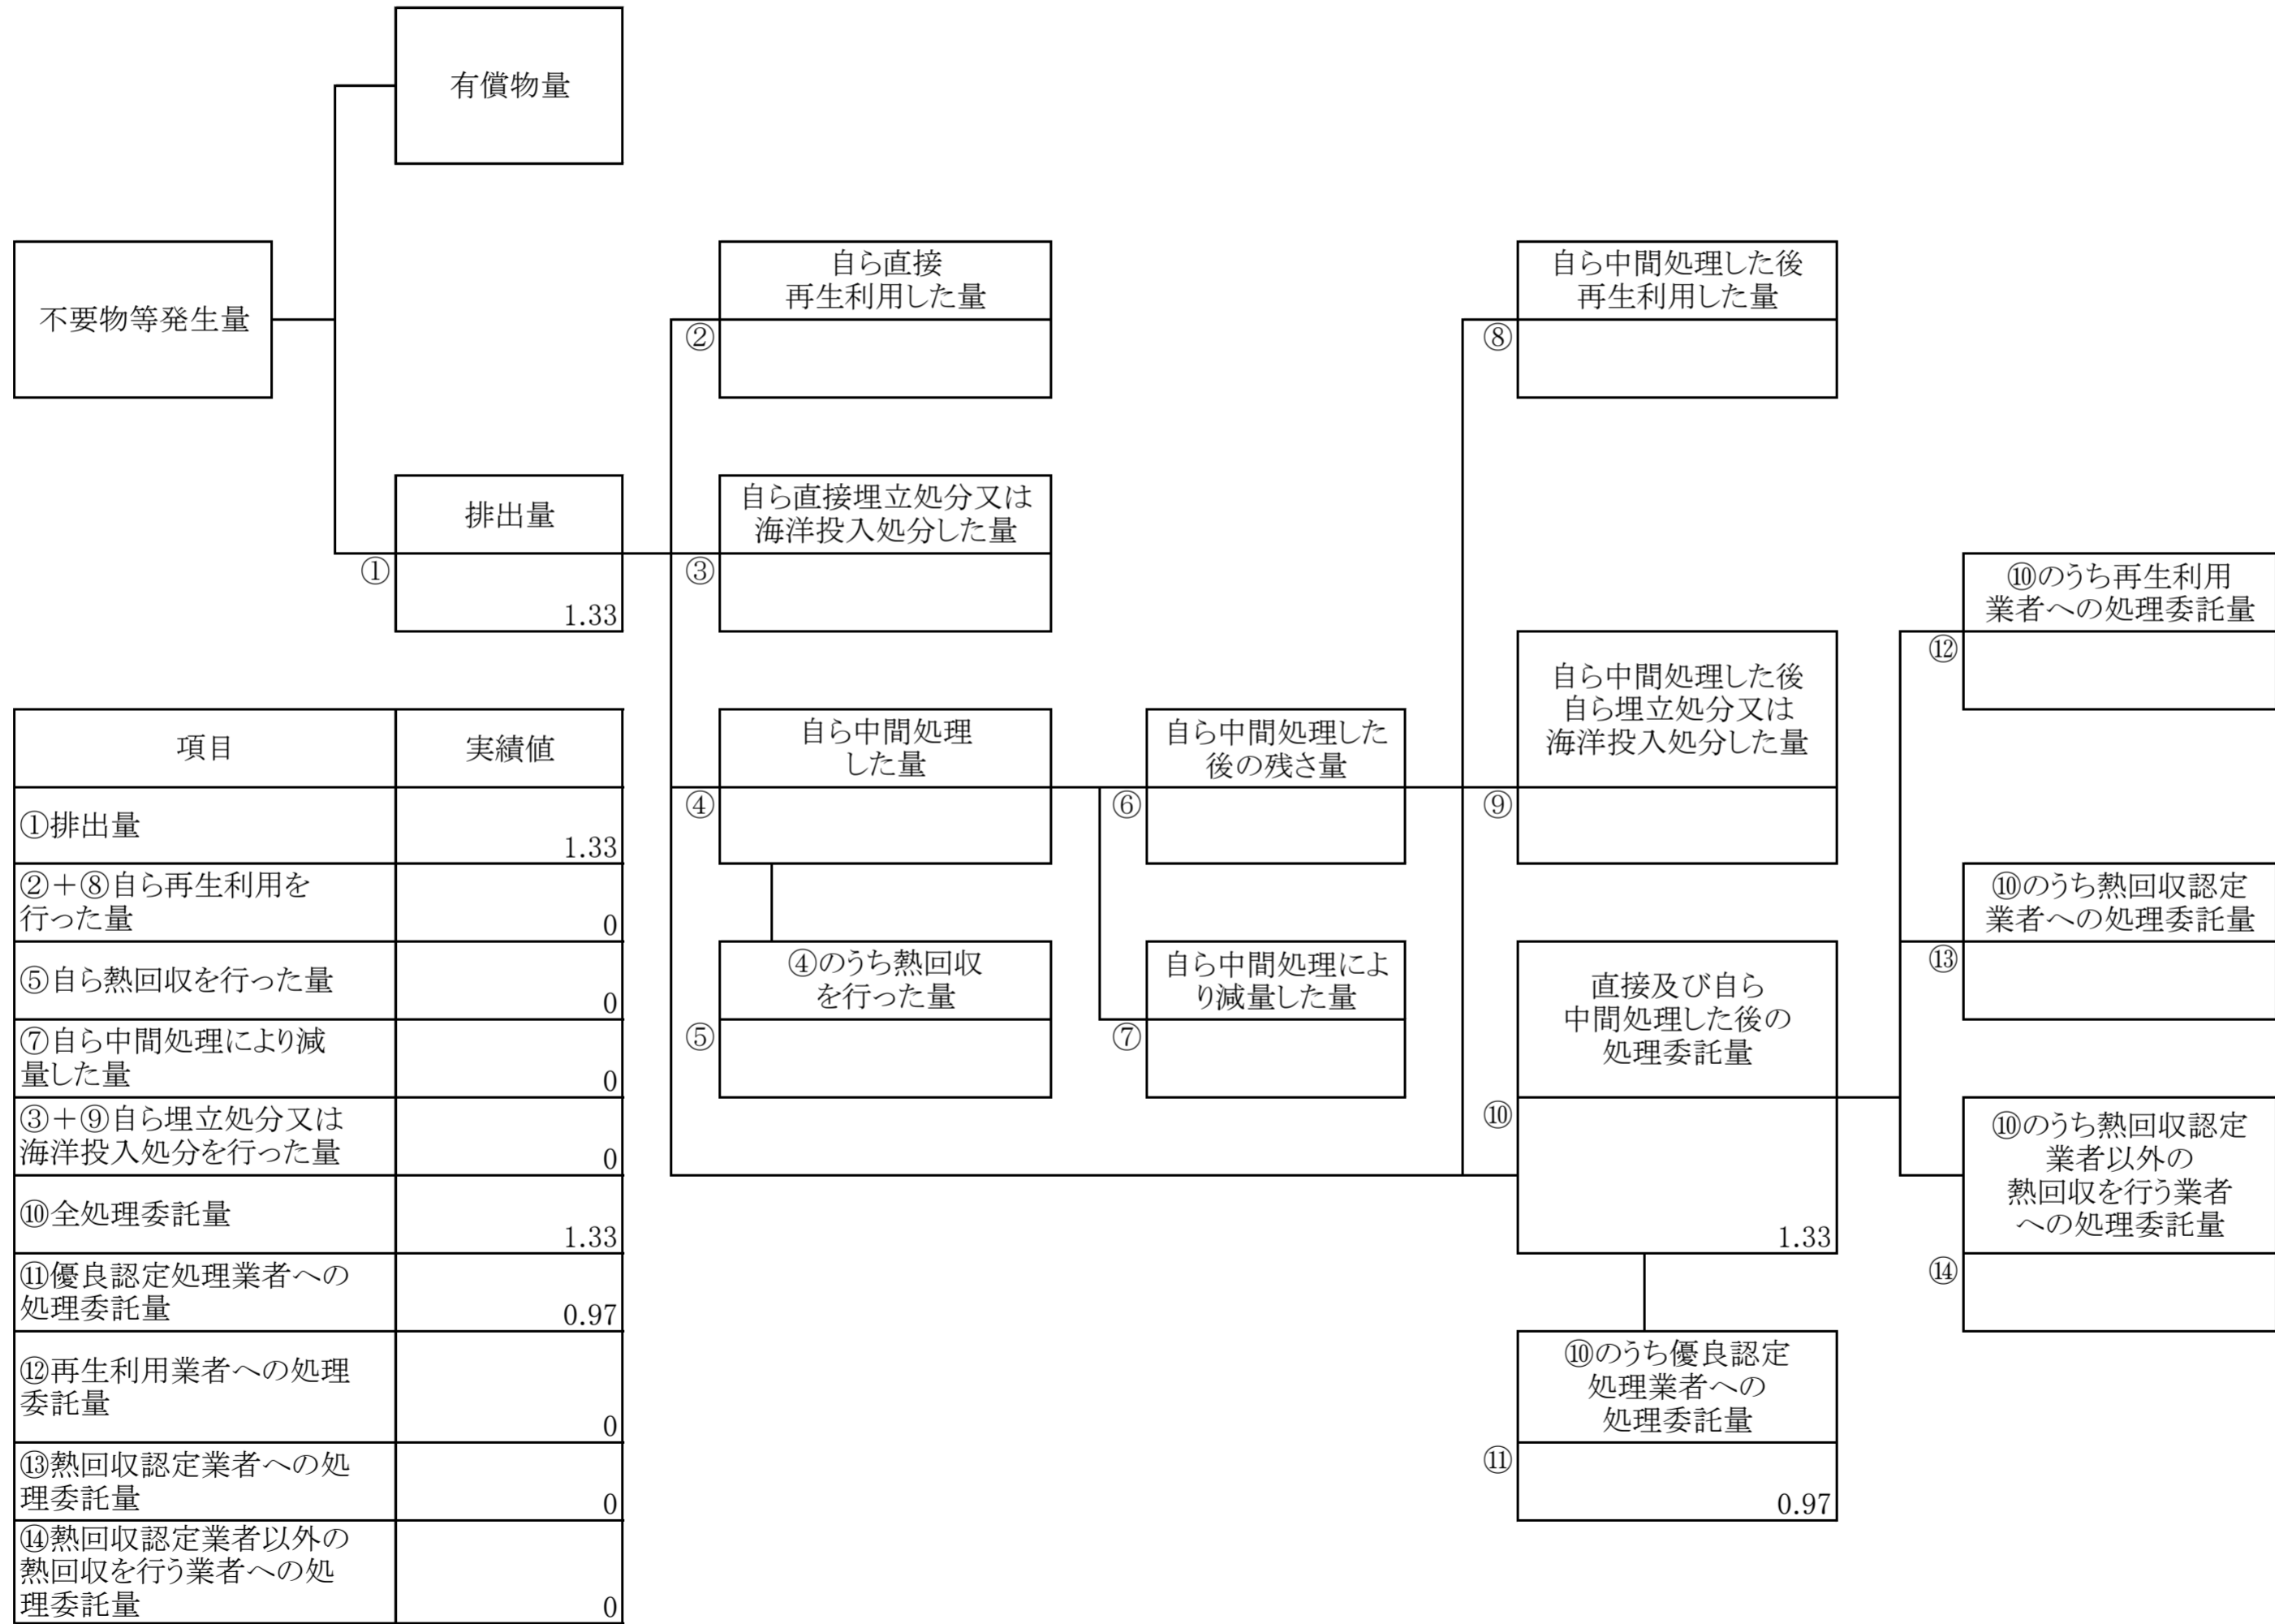 有償物量
不要物等発生量
自ら直接
再生利用した量
②
自ら中間処理した後
再生利用した量
⑧
排出量
①
1.33
自ら直接埋立処分又は
海洋投入処分した量
③
⑩のうち再生利用
業者への処理委託量
⑫
自ら中間処理した後
自ら埋立処分又は
海洋投入処分した量
⑨
自ら中間処理
した量
④
自ら中間処理した
後の残さ量
⑥
⑩のうち熱回収認定
業者への処理委託量
⑬
④のうち熱回収
を行った量
⑤
自ら中間処理によ
り減量した量
⑦
直接及び自ら
中間処理した後の
処理委託量
⑩
1.33
⑩のうち熱回収認定
業者以外の
熱回収を行う業者
への処理委託量
⑭
⑩のうち優良認定
処理業者への
処理委託量
⑪
0.97
項目
実績値
①排出量
1.33
②＋⑧自ら再生利用を
行った量
0
⑤自ら熱回収を行った量
0
⑦自ら中間処理により減
量した量
0
③＋⑨自ら埋立処分又は
海洋投入処分を行った量
0
⑩全処理委託量
1.33
⑪優良認定処理業者への
処理委託量
0.97
⑫再生利用業者への処理
委託量
0
⑬熱回収認定業者への処
理委託量
0
⑭熱回収認定業者以外の
熱回収を行う業者への処
理委託量
0